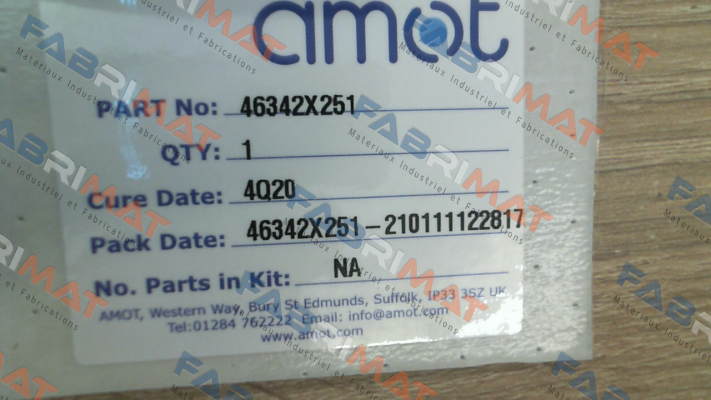 amot
PART No: 46342X251
QTY: 1
Cure Date: 4Q20
Pack Date: 46342X251-210111122817
No. Parts in Kit: NA
AMOT, Western Way, Bury St Edmunds, Suffolk, IP33 3SZ UK
Tel:01284 762222 Email: info@amot.com
www.amot.com
FABRIMAT
Materiaux Industriel et Fabrications